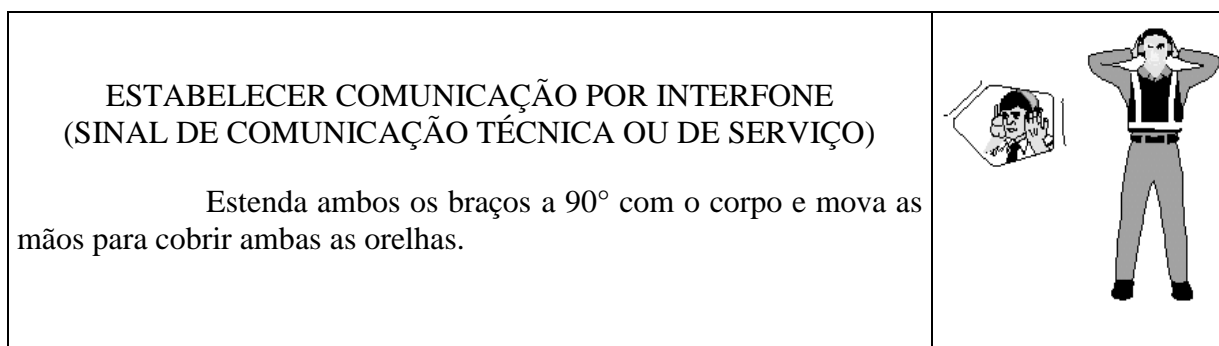 ESTABELECER COMUNICAÇÃO POR INTERFONE
(SINAL DE COMUNICAÇÃO TÉCNICA OU DE SERVIÇO)
Estenda ambos os braços a 90° com o corpo e mova as
mãos para cobrir ambas as orelhas.